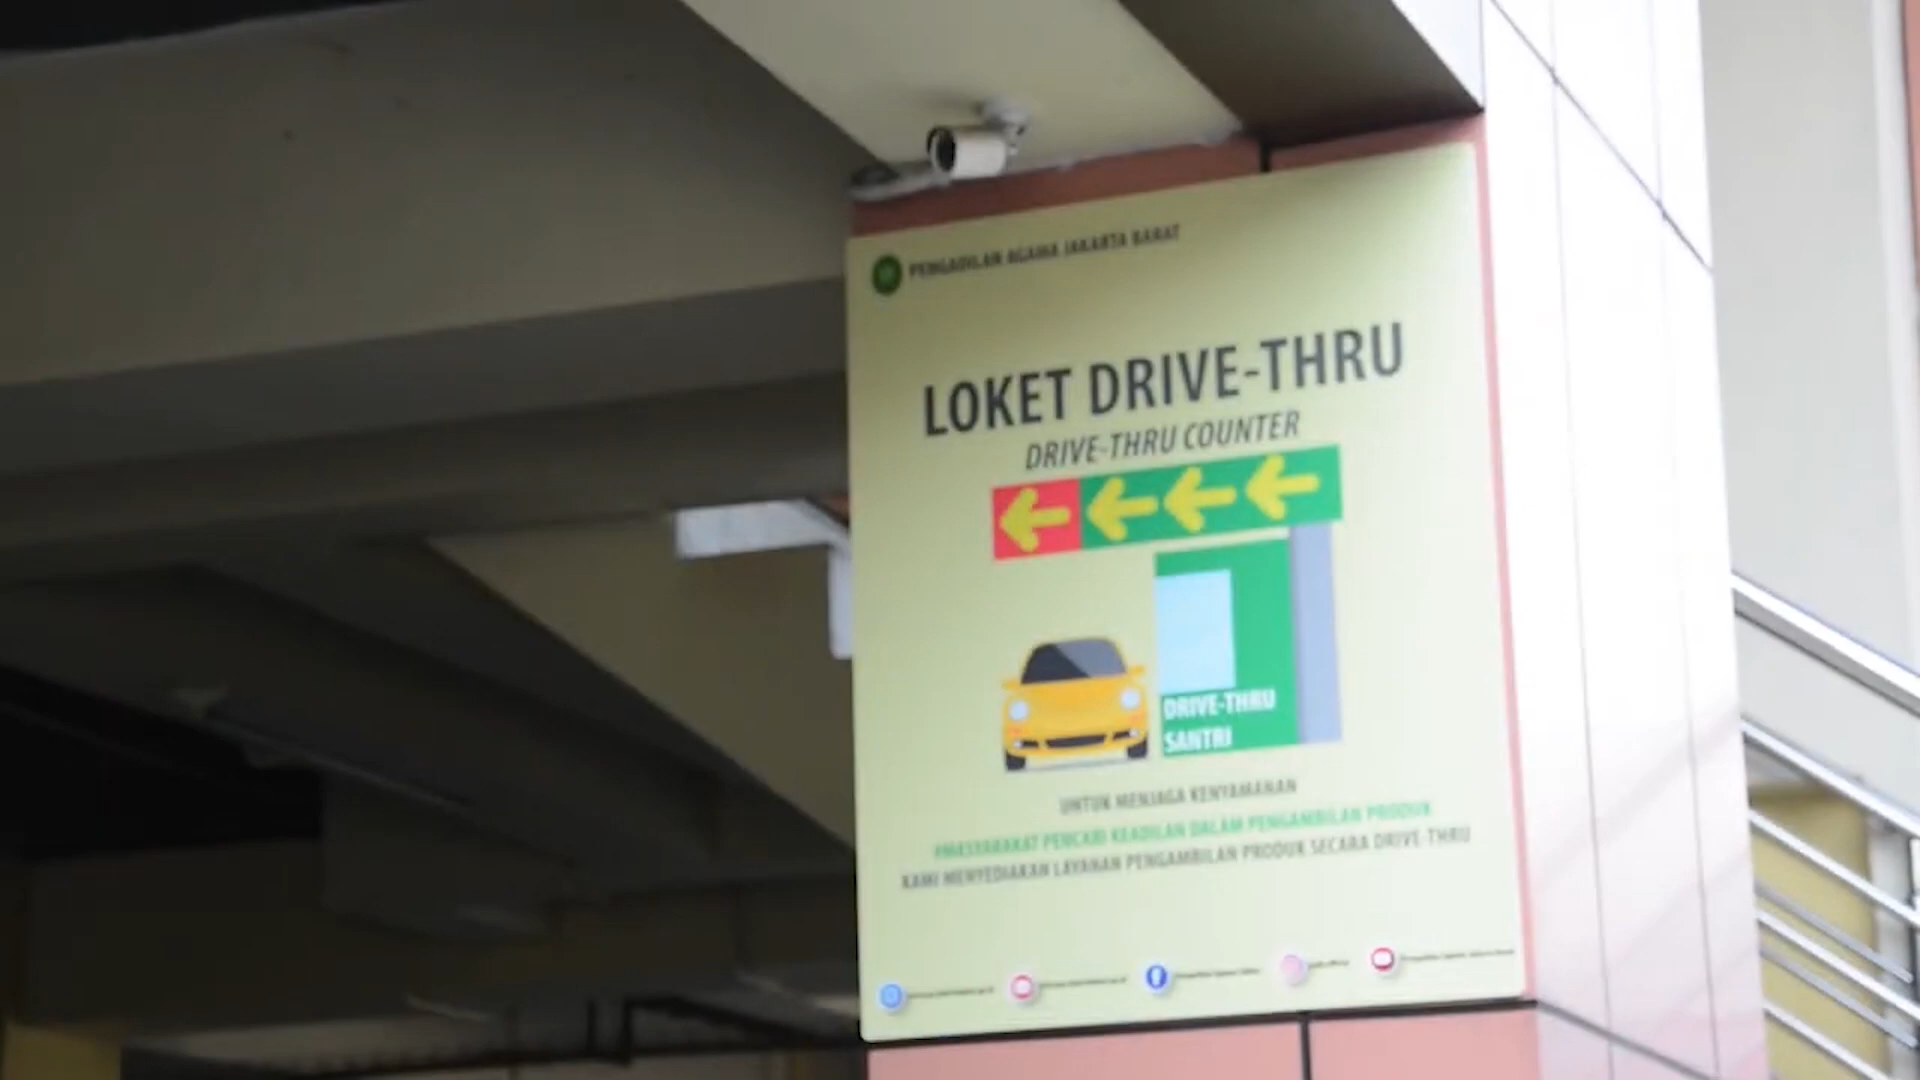 PENGADILAN AGAMA JAKARTA BARAT
LOKET DRIVE-THRU
DRIVE-THRU COUNTER
DRIVE-THRU
SANTRI
UNTUK MENJAGA KENYAMANAN
#MASYARAKAT PENCARI KEADILAN DALAM PENGAMBILAN PRODUK
KAMI MENYEDIAKAN LAYANAN PENGAMBILAN PRODUK SECARA DRIVE-THRU